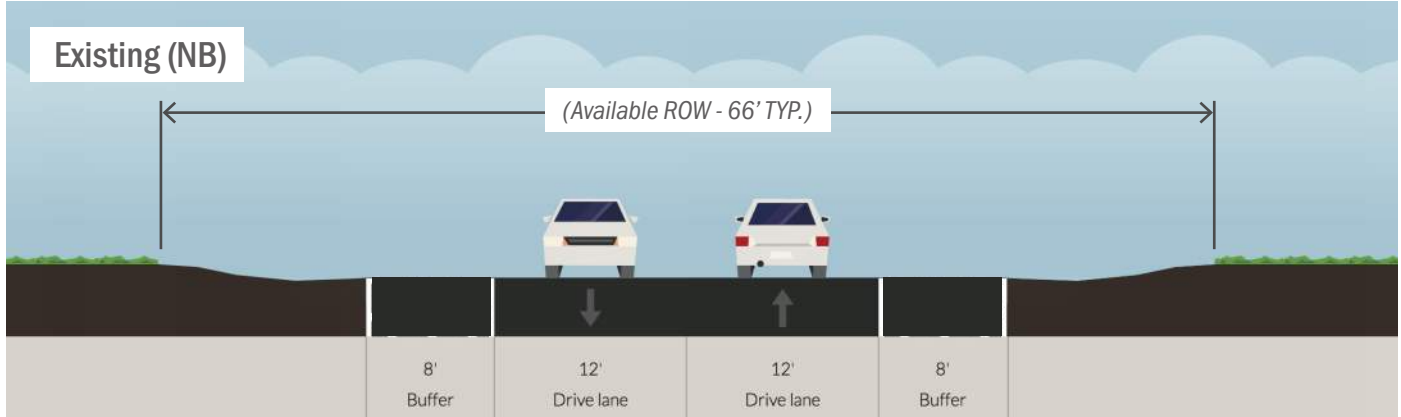 Existing (NB)
(Available ROW - 66’ TYP.)
8' 12' 12' 8'
Buffer Drive lane Drive lane Buffer